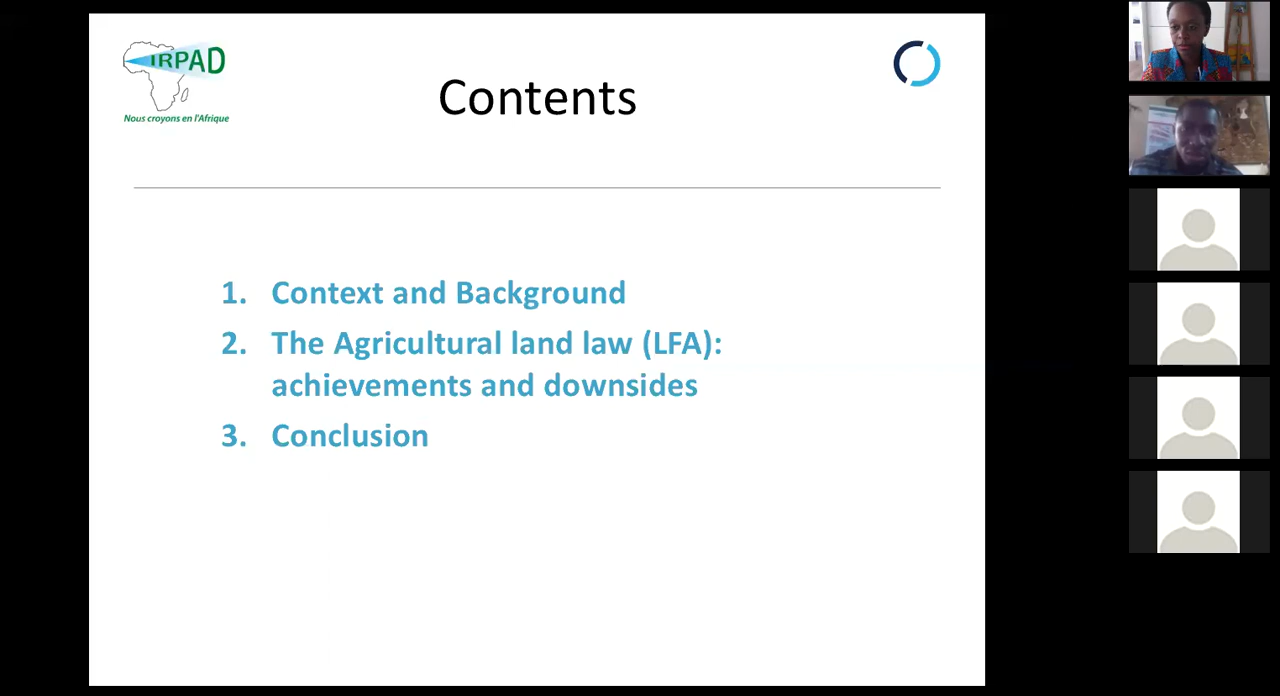 IRPAD
Nous croyons en l'Afrique
Contents
1. Context and Background
2. The Agricultural land law (LFA):
achievements and downsides
3. Conclusion